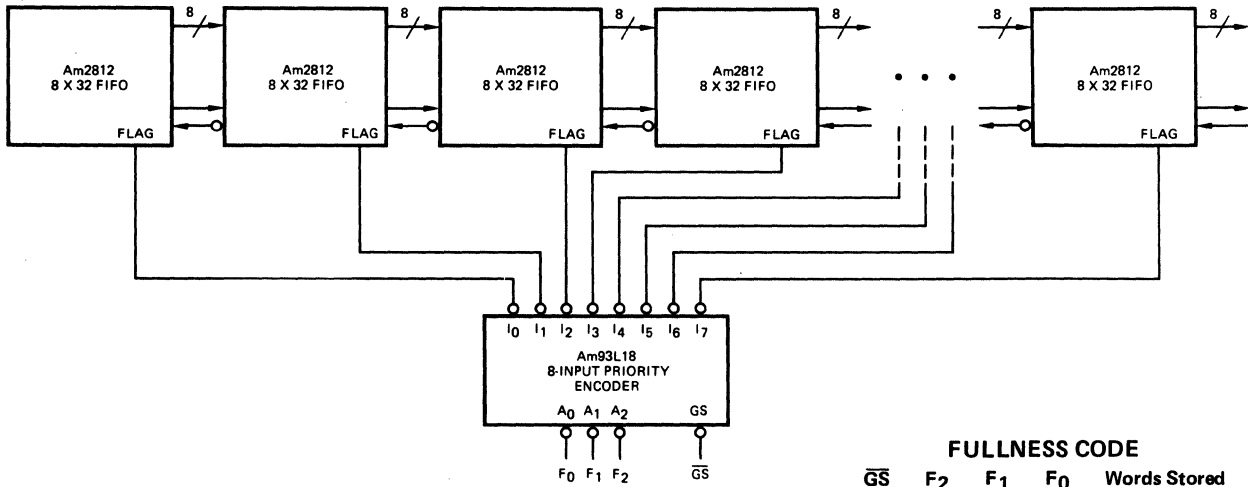 8 8 8 8 8 8
Am2812
8 X 32 FIFO
FLAG
Am2812
8 X 32 FIFO
FLAG
Am2812
8 X 32 FIFO
Am2812
8 X 32 FIFO
FLAG
• • •
Am2812
8 X 32 FIFO
FLAG
I0 I1 I2 I3 I4 I5 I6 I7
Am93L18
8-INPUT PRIORITY
ENCODER
A0 A1 A2 GS
F0 F1 F2 G̅S̅
FULLNESS CODE
G̅S̅ F2 F1 F0 Words Stored